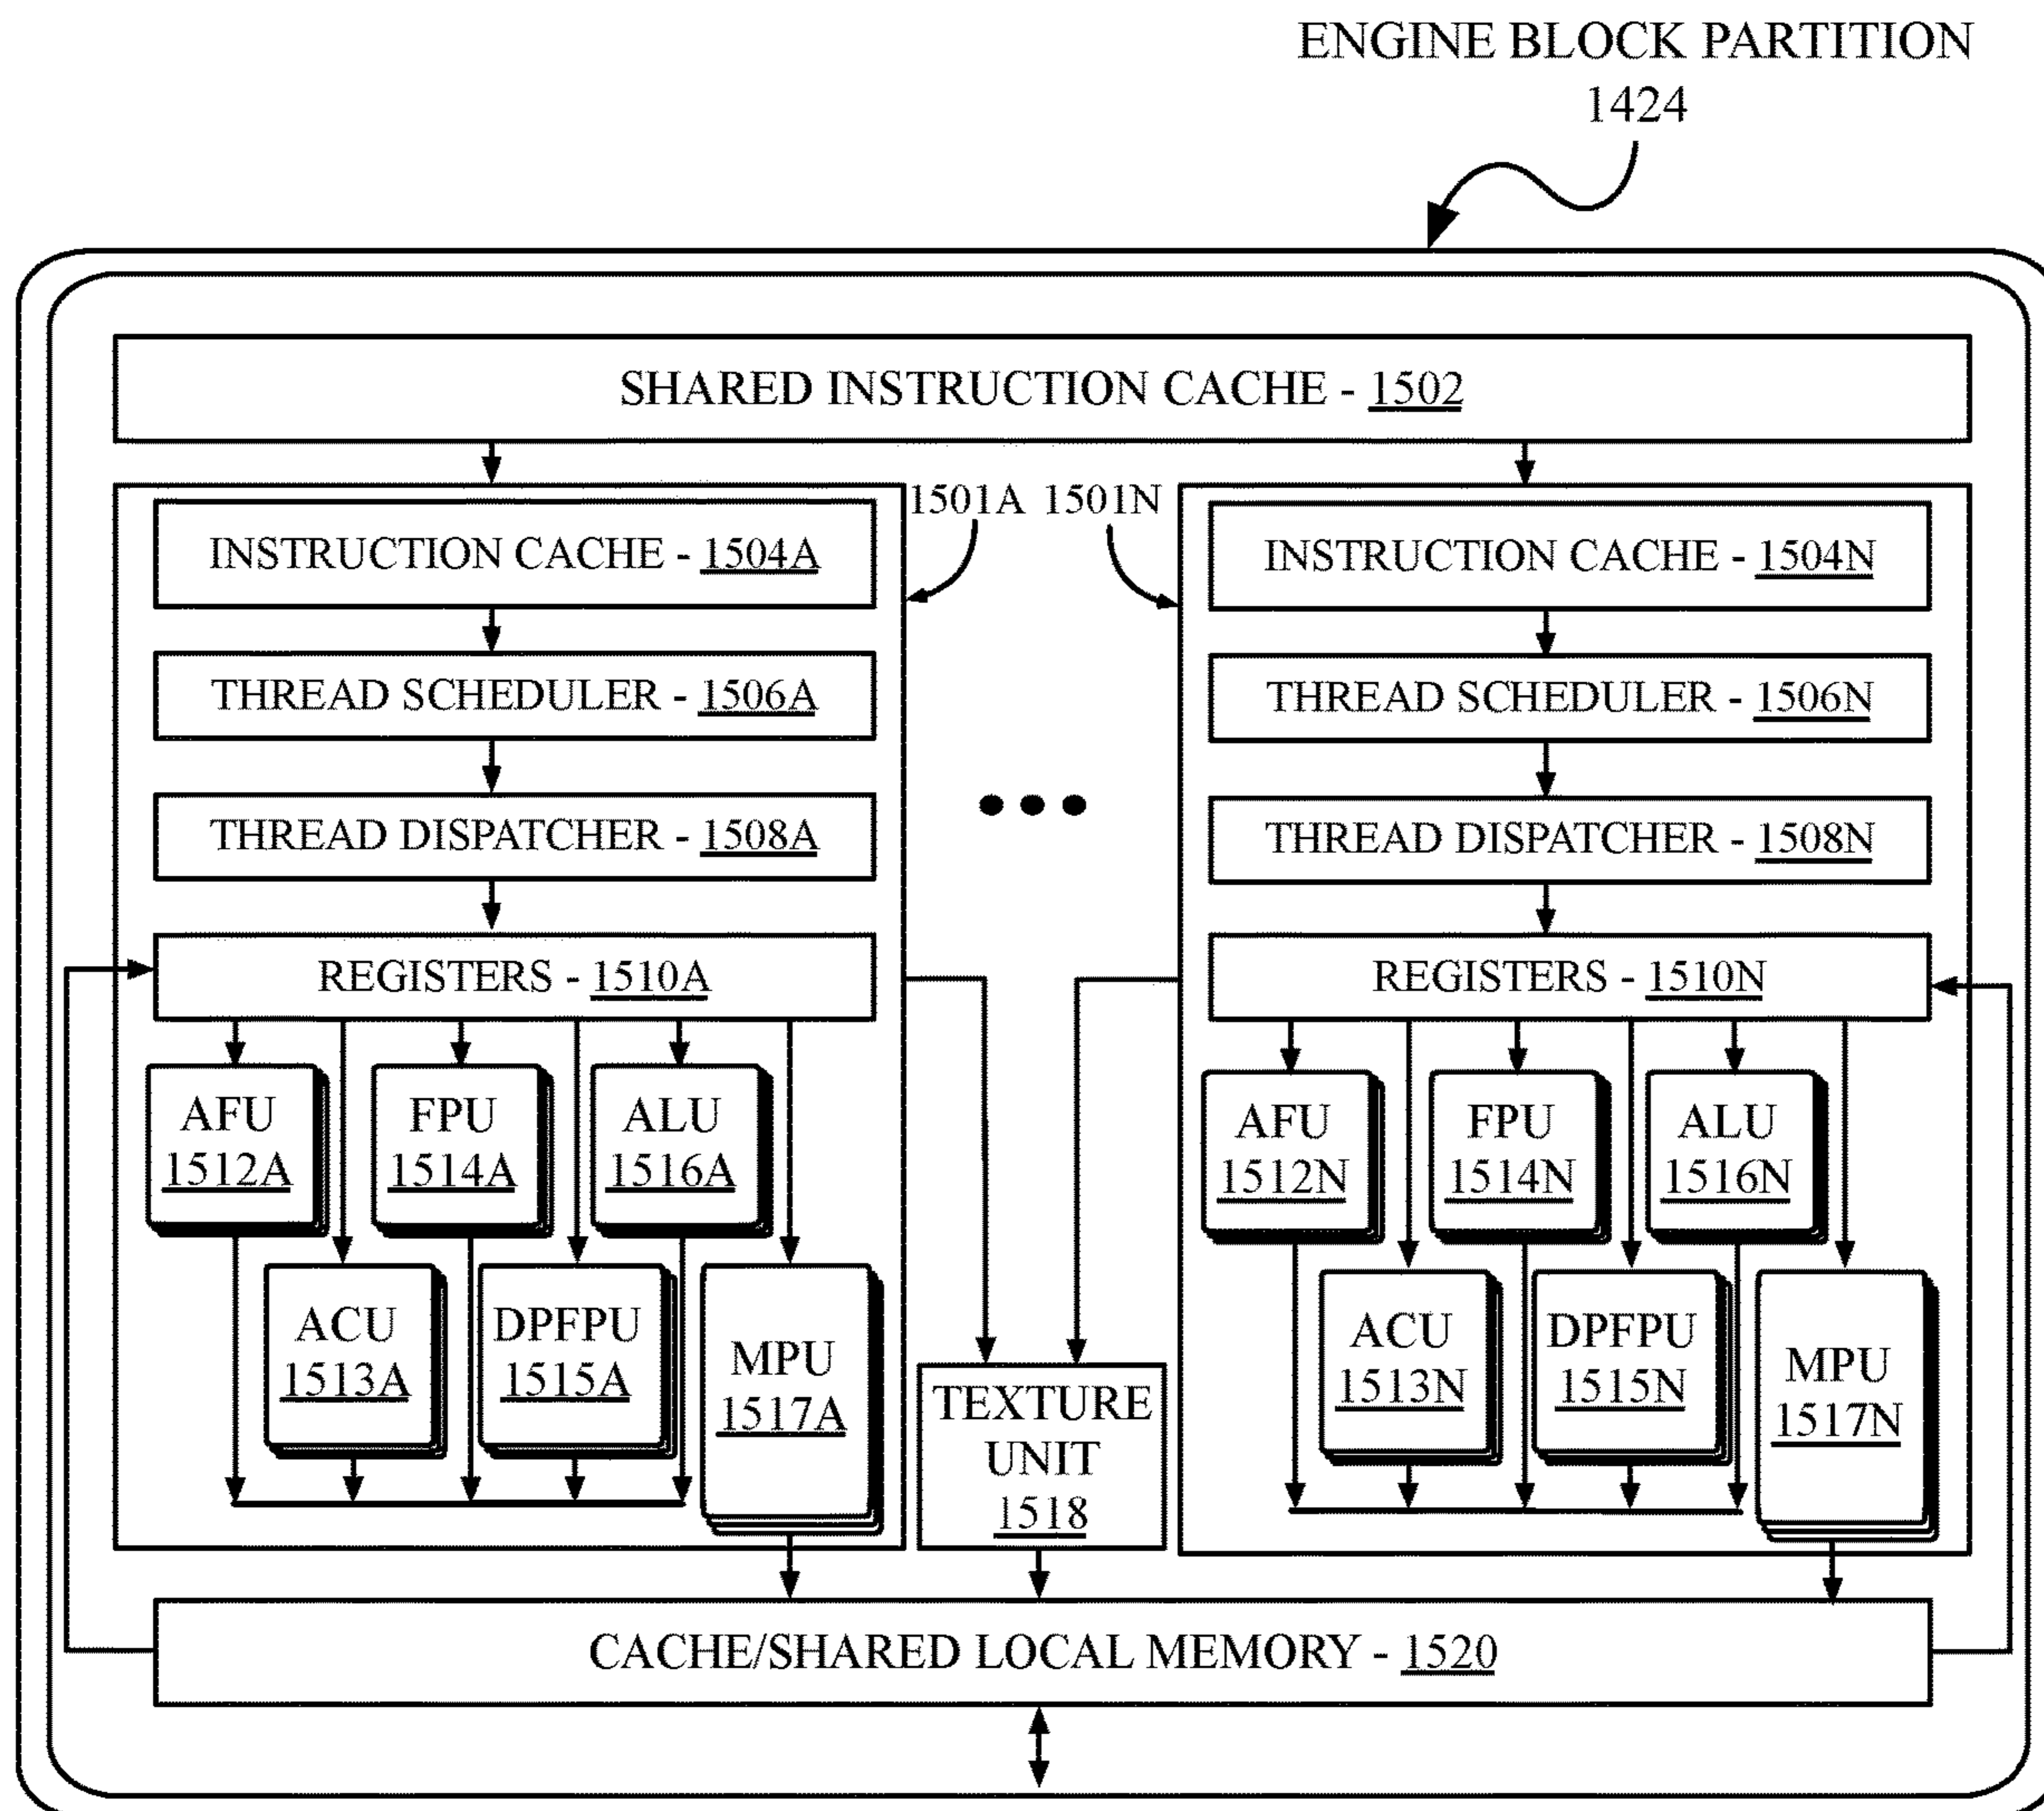 ENGINE BLOCK PARTITION
1424
SHARED INSTRUCTION CACHE - 1502
1501A 1501N
INSTRUCTION CACHE - 1504A
THREAD SCHEDULER - 1506A
THREAD DISPATCHER - 1508A
REGISTERS - 1510A
AFU
1512A
FPU
1514A
ALU
1516A
ACU
1513A
DPFPU
1515A
MPU
1517A
TEXTURE
UNIT
1518
INSTRUCTION CACHE - 1504N
THREAD SCHEDULER - 1506N
THREAD DISPATCHER - 1508N
REGISTERS - 1510N
AFU
1512N
FPU
1514N
ALU
1516N
ACU
1513N
DPFPU
1515N
MPU
1517N
CACHE/SHARED LOCAL MEMORY - 1520